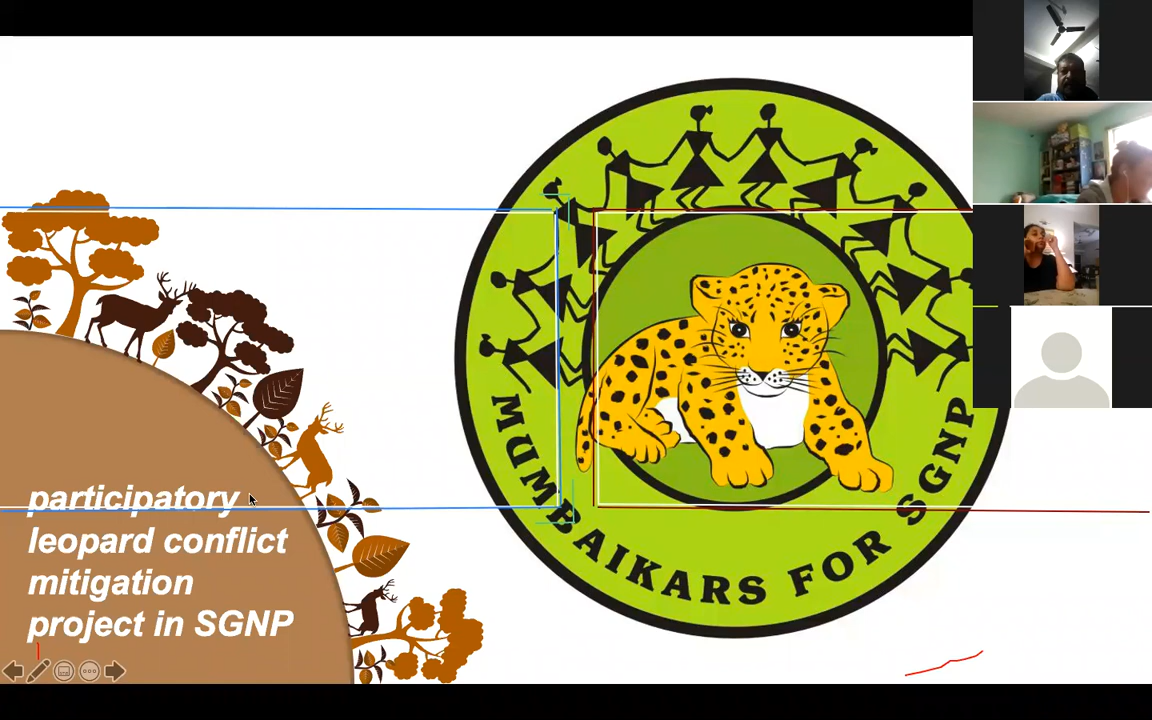 participatory
leopard conflict
mitigation
project in SGNP
MUMBAIKARS FOR SGNP